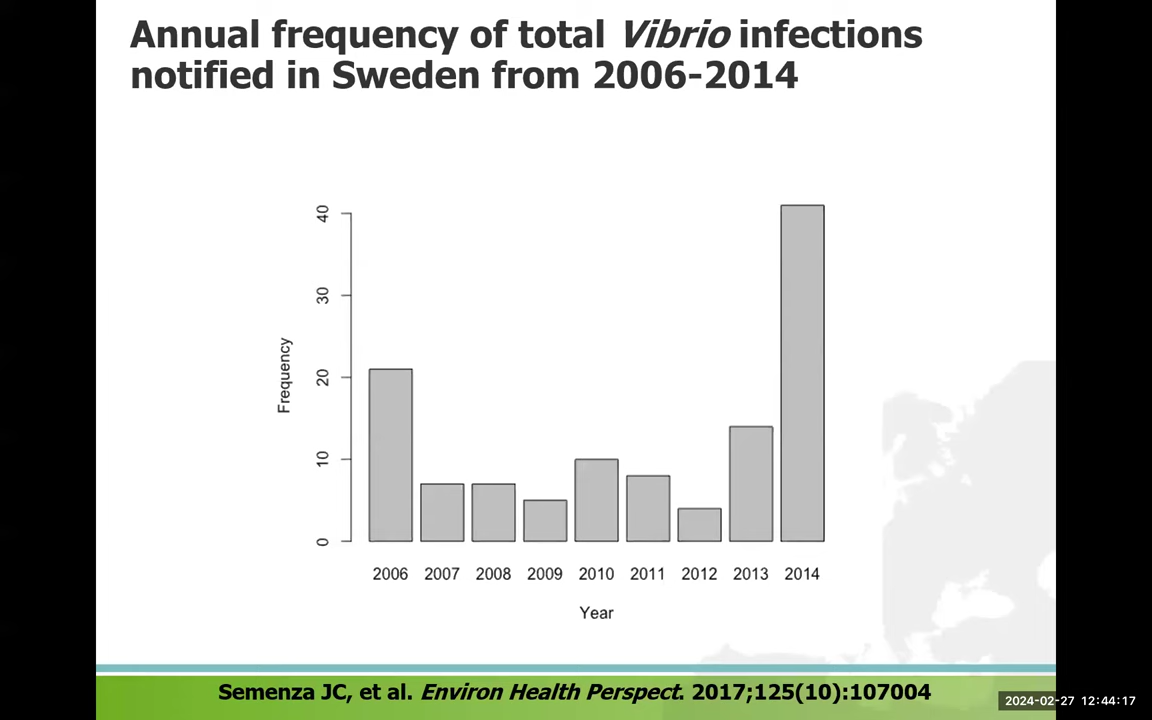 Annual frequency of total Vibrio infections
notified in Sweden from 2006-2014
40
30
20
10
0
Frequency
2006 2007 2008 2009 2010 2011 2012 2013 2014
Year
Semenza JC, et al. Environ Health Perspect. 2017;125(10):107004
2024-02-27 12:44:17